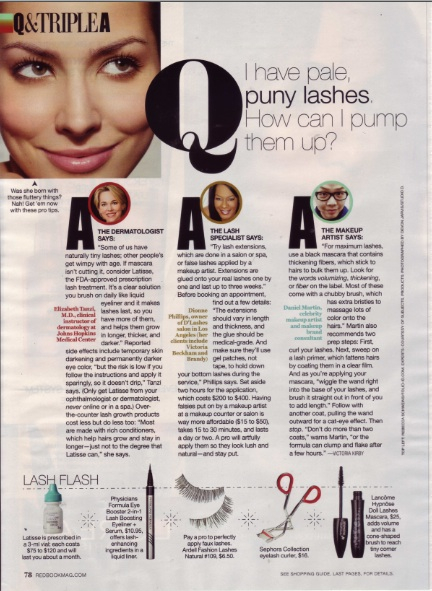 Q&TRIPLEA
Q
I have pale,
puny lashes.
How can I pump
them up?
Was she born with
those fluttery things?
Nah! Get 'em now
with these pro tips.
A
THE DERMATOLOGIST
SAYS:
"Some of us have
naturally tiny lashes; other people's
get wimpy with age. If mascara
isn't cutting it, consider Latisse,
the FDA-approved prescription
lash treatment. It's a clear solution
you brush on daily like liquid
eyeliner and it makes
lashes last, so you
have more of them,
and helps them grow
in longer, thicker, and
darker." Reported
side effects include temporary skin
darkening and permanently darker
eye color, "but the risk is low if you
follow the instructions and apply it
sparingly, so it doesn't drip," Tanzi
says. (Only get Latisse from your
ophthalmologist or dermatologist,
never online or in a spa.) Over-
the-counter lash growth products
cost less but do less too: "Most
are made with rich conditioners,
which help hairs grow and stay in
longer—just not to the degree that
Latisse can," she says.
Elizabeth Tanzi,
M.D., clinical
instructor of
dermatology at
Johns Hopkins
Medical Center
A
THE LASH
SPECIALIST SAYS:
"Try lash extensions,
which are done in a salon or spa,
or false lashes applied by a
makeup artist. Extensions are
glued onto your real lashes one by
one and last up to three weeks."
Before booking an appointment,
find out a few details:
"The extensions
should vary in length
and thickness, and
the glue should be
medical-grade. And
make sure they'll use
gel patches, not
tape, to hold down
your bottom lashes during the
service," Phillips says. Set aside
two hours for the application,
which costs $200 to $400. Having
falsies put on by a makeup artist
at a makeup counter or salon is
way more affordable ($15 to $50),
takes 15 to 30 minutes, and lasts
a day or two. A pro will artfully
apply them so they look lush and
natural—and stay put.
Dionne
Phillips, owner
of D'Lashes
salon in Los
Angeles (her
clients include
Victoria
Beckham and
Brandy)
A
THE MAKEUP
ARTIST SAYS:
"For maximum lashes,
use a black mascara that contains
thickening fibers, which stick to
hairs to bulk them up. Look for
the words volumizing, thickening,
or fiber on the label. Most of these
come with a chubby brush, which
has extra bristles to
massage lots of
color onto the
hairs." Martin also
recommends two
prep steps: First,
curl your lashes. Next, sweep on
a lash primer, which fattens hairs
by coating them in a clear film.
And as you're applying your
mascara, "wiggle the wand right
into the base of your lashes, and
brush it straight out in front of you
to add length." Follow with
another coat, pulling the wand
outward for a cat-eye effect. Then
stop. "Don't do more than two
coats," warns Martin, "or the
formula can clump and flake after
a few hours." —VICTORIA KIRBY
Daniel Martin,
celebrity
makeup artist
and makeup
brand
consultant
LASH FLASH
Latisse is prescribed in
a 3-ml vial; each costs
$75 to $120 and will
last you about a month.
Physicians
Formula Eye
Booster 2-in-1
Lash Boosting
Eyeliner +
Serum, $10.95,
offers lash-
enhancing
ingredients in a
liquid liner.
Pay a pro to perfectly
apply faux lashes.
Ardell Fashion Lashes
Natural #109, $6.50.
Sephora Collection
eyelash curler, $16.
Lancôme
Hypnôse
Doll Lashes
Mascara, $25,
adds volume
and has a
cone-shaped
brush to reach
tiny corner
lashes.
78 REDBOOKMAG.COM
SEE SHOPPING GUIDE, LAST PAGES, FOR DETAILS.